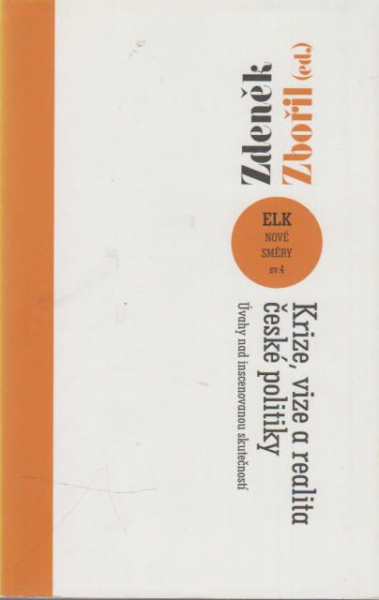 Zdeněk
Zbořil (ed.)
ELK
NOVÉ
SMĚRY
sv.4
Krize, vize a realita
české politiky
Úvahy nad inscenovanou skutečností